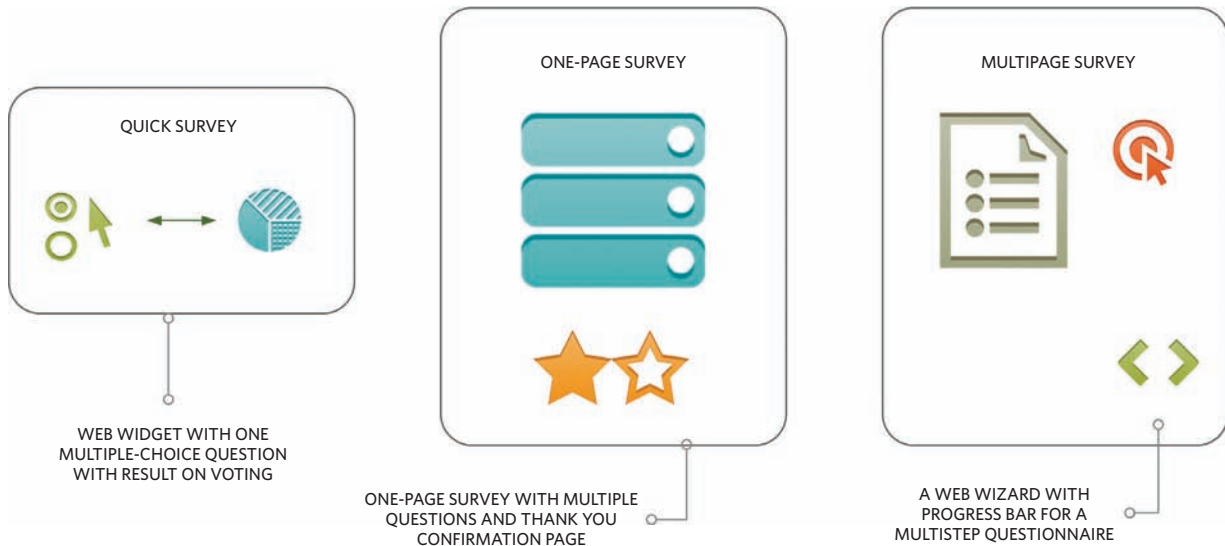 QUICK SURVEY
WEB WIDGET WITH ONE
MULTIPLE-CHOICE QUESTION
WITH RESULT ON VOTING
ONE-PAGE SURVEY
ONE-PAGE SURVEY WITH MULTIPLE
QUESTIONS AND THANK YOU
CONFIRMATION PAGE
MULTIPAGE SURVEY
A WEB WIZARD WITH
PROGRESS BAR FOR A
MULTISTEP QUESTIONNAIRE